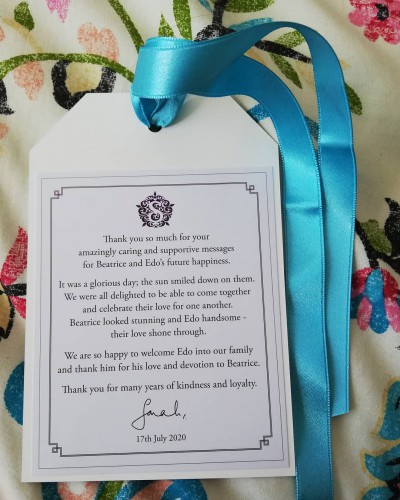 Thank you so much for your
amazingly caring and supportive messages
for Beatrice and Edo's future happiness.
It was a glorious day; the sun smiled down on them.
We were all delighted to be able to come together
and celebrate their love for one another.
Beatrice looked stunning and Edo handsome -
their love shone through.
We are so happy to welcome Edo into our family
and thank him for his love and devotion to Beatrice.
Thank you for many years of kindness and loyalty.
Sarah,
17th July 2020